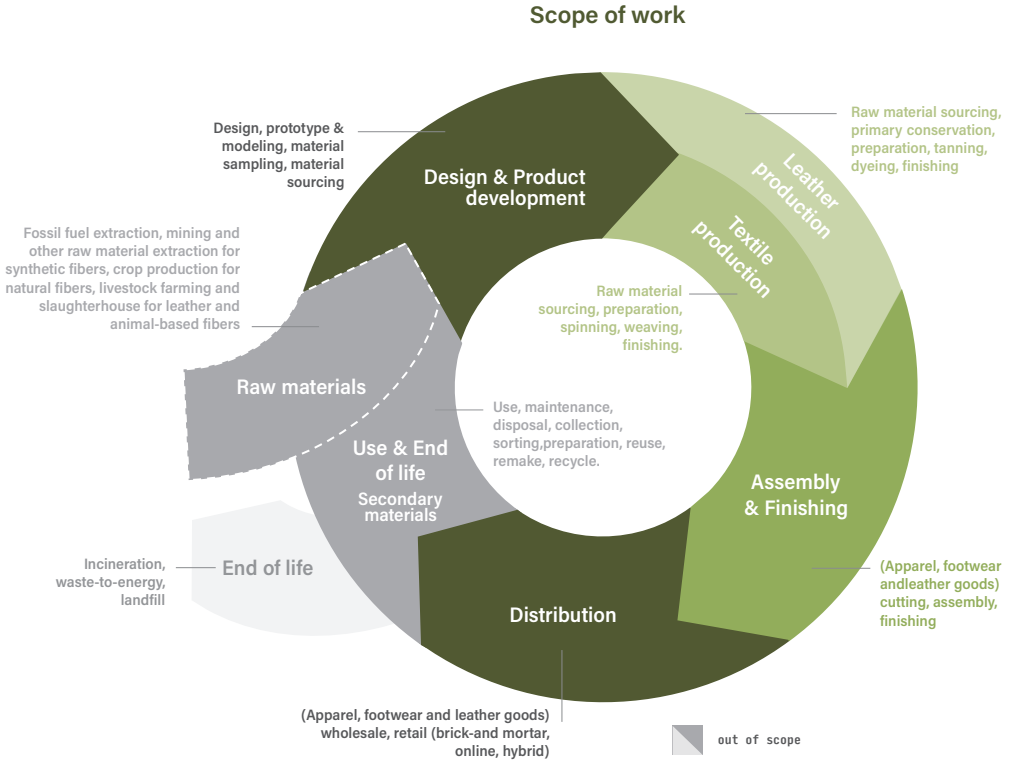 Scope of work
Design, prototype &
modeling, material
sampling, material
sourcing
Design & Product
development
Raw material sourcing,
primary conservation,
preparation, tanning,
dyeing, finishing
Leather
production
Textile
production
Fossil fuel extraction, mining and
other raw material extraction for
synthetic fibers, crop production for
natural fibers, livestock farming and
slaughterhouse for leather and
animal-based fibers
Raw material
sourcing, preparation,
spinning, weaving,
finishing.
Raw materials
Use, maintenance,
disposal, collection,
sorting,preparation, reuse,
remake, recycle.
Use & End
of life
Secondary
materials
Assembly
& Finishing
Incineration,
waste-to-energy,
landfill
End of life
(Apparel, footwear
andleather goods)
cutting, assembly,
finishing
Distribution
(Apparel, footwear and leather goods)
wholesale, retail (brick-and mortar,
online, hybrid)
out of scope